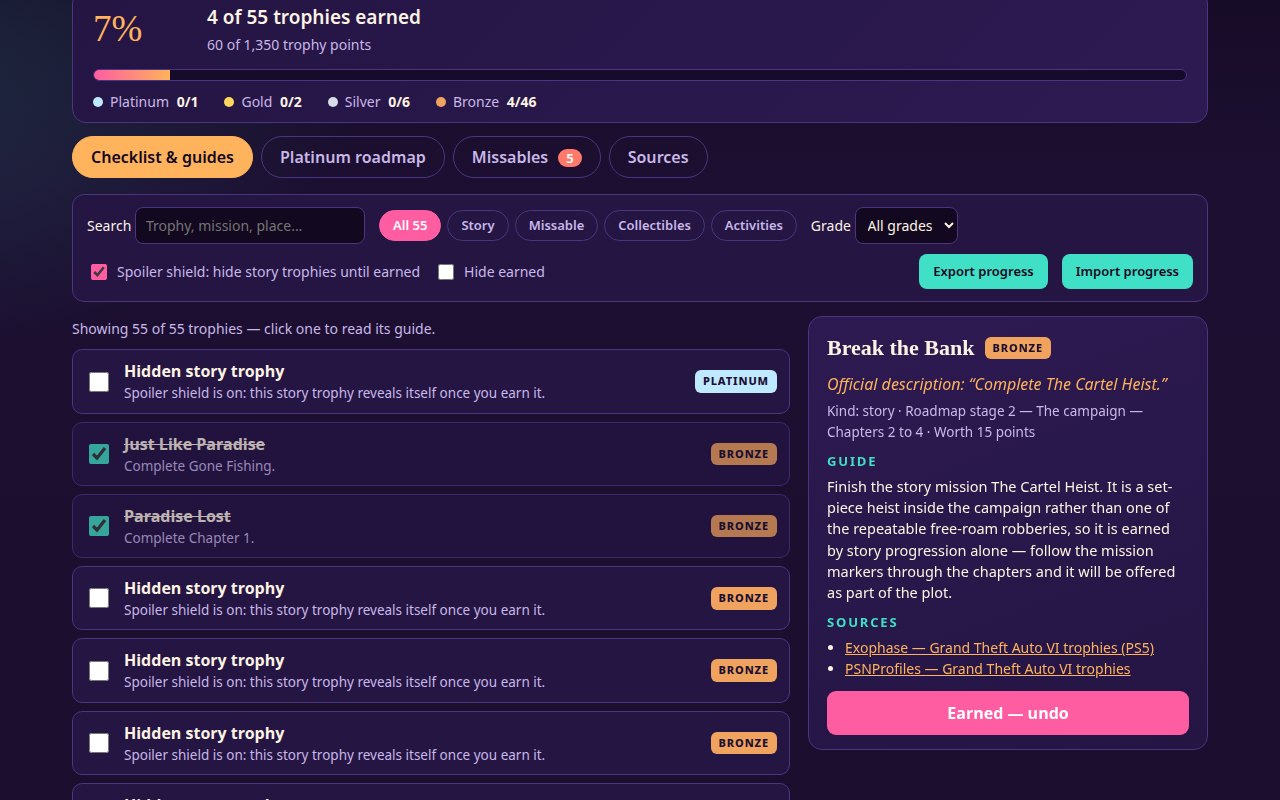 7%
4 of 55 trophies earned
60 of 1,350 trophy points
Platinum 0/1
Gold 0/2
Silver 0/6
Bronze 4/46
Checklist & guides
Platinum roadmap
Missables 5
Sources
Search
Trophy, mission, place...
All 55
Story
Missable
Collectibles
Activities
Grade
All grades
Spoiler shield: hide story trophies until earned
Hide earned
Export progress
Import progress
Showing 55 of 55 trophies — click one to read its guide.
Hidden story trophy
Spoiler shield is on: this story trophy reveals itself once you earn it.
PLATINUM
Just Like Paradise
Complete Gone Fishing.
BRONZE
Paradise Lost
Complete Chapter 1.
BRONZE
Hidden story trophy
Spoiler shield is on: this story trophy reveals itself once you earn it.
BRONZE
Hidden story trophy
Spoiler shield is on: this story trophy reveals itself once you earn it.
BRONZE
Hidden story trophy
Spoiler shield is on: this story trophy reveals itself once you earn it.
BRONZE
Break the Bank
BRONZE
Official description: “Complete The Cartel Heist.”
Kind: story · Roadmap stage 2 — The campaign —
Chapters 2 to 4 · Worth 15 points
GUIDE
Finish the story mission The Cartel Heist. It is a set-
piece heist inside the campaign rather than one of
the repeatable free-roam robberies, so it is earned
by story progression alone — follow the mission
markers through the chapters and it will be offered
as part of the plot.
SOURCES
Exophase — Grand Theft Auto VI trophies (PS5)
PSNProfiles — Grand Theft Auto VI trophies
Earned — undo